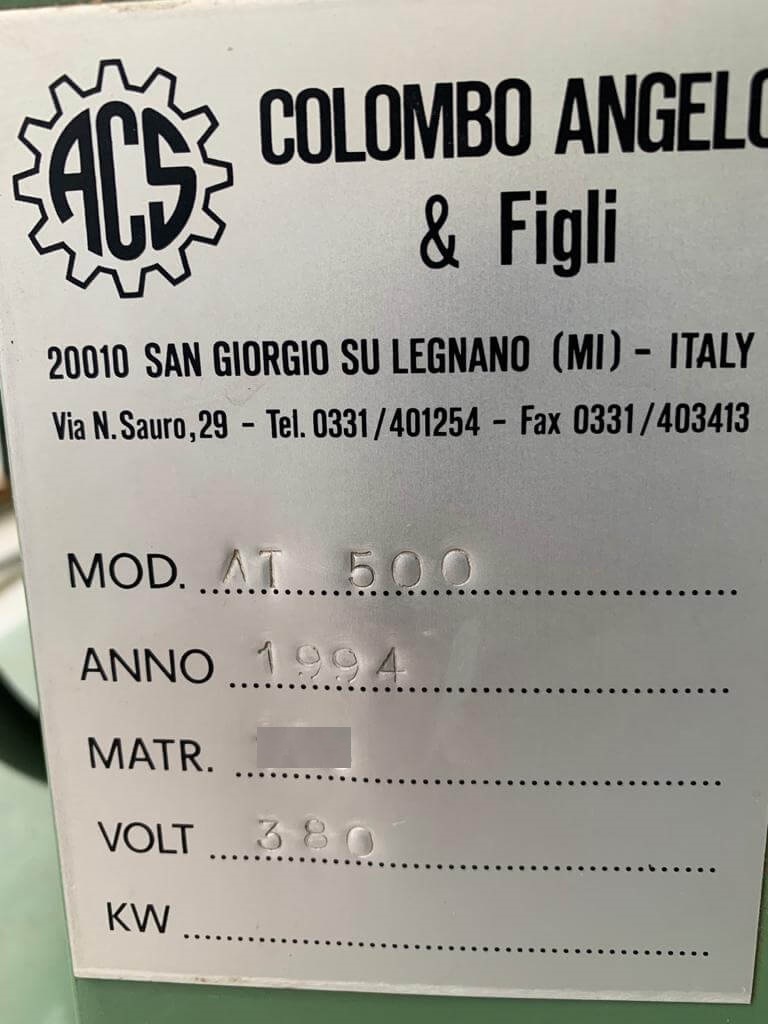 ACS
COLOMBO ANGELO
& Figli
20010 SAN GIORGIO SU LEGNANO (MI) - ITALY
Via N. Sauro, 29 - Tel. 0331/401254 - Fax 0331/403413
MOD. AT 500
ANNO 1994
MATR.
VOLT 380
KW